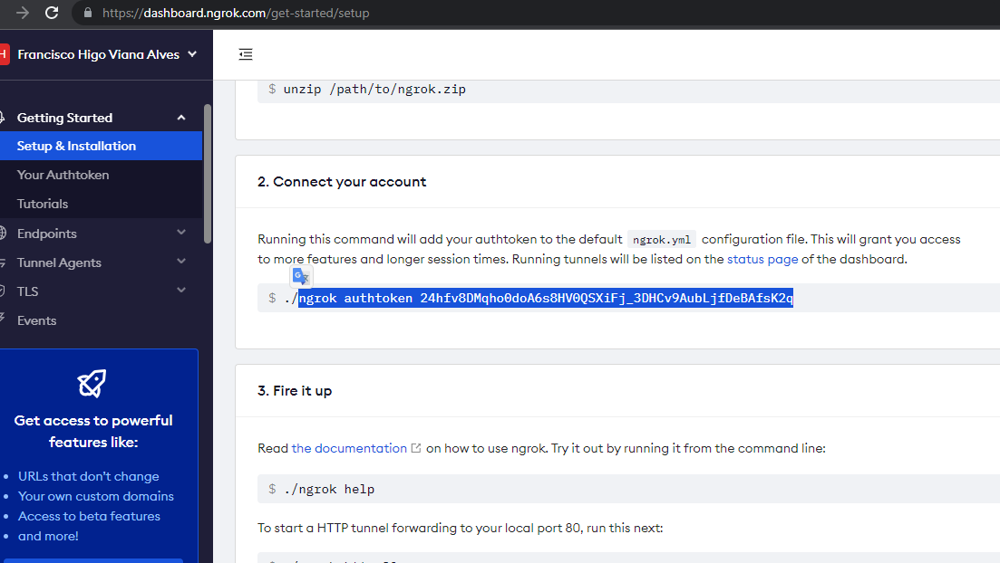 https://dashboard.ngrok.com/get-started/setup
Francisco Higo Viana Alves
Getting Started
Setup & Installation
Your Authtoken
Tutorials
Endpoints
Tunnel Agents
TLS
Events
Get access to powerful
features like:
URLs that don't change
Your own custom domains
Access to beta features
and more!
$ unzip /path/to/ngrok.zip
2. Connect your account
Running this command will add your authtoken to the default ngrok.yml configuration file. This will grant you access
to more features and longer session times. Running tunnels will be listed on the status page of the dashboard.
$ ./ngrok authtoken 24hfv8DMqho0doA6s8HV0QSXiFj_3DHCv9AubLjfDeBAfsK2q
3. Fire it up
Read the documentation on how to use ngrok. Try it out by running it from the command line:
$ ./ngrok help
To start a HTTP tunnel forwarding to your local port 80, run this next: